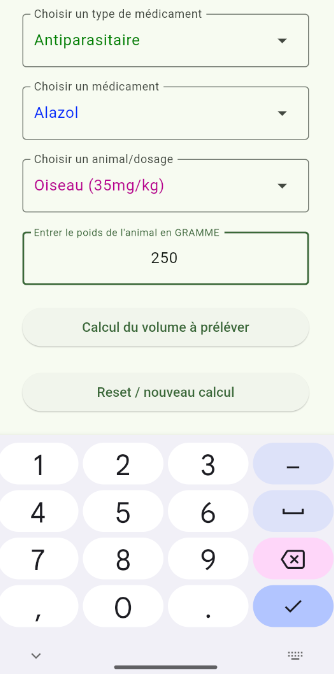 Choisir un type de médicament
Antiparasitaire
Choisir un médicament
Alazol
Choisir un animal/dosage
Oiseau (35mg/kg)
Entrer le poids de l'animal en GRAMME
250
Calcul du volume à préléver
Reset / nouveau calcul
1 2 3 –
4 5 6
7 8 9
, 0 .